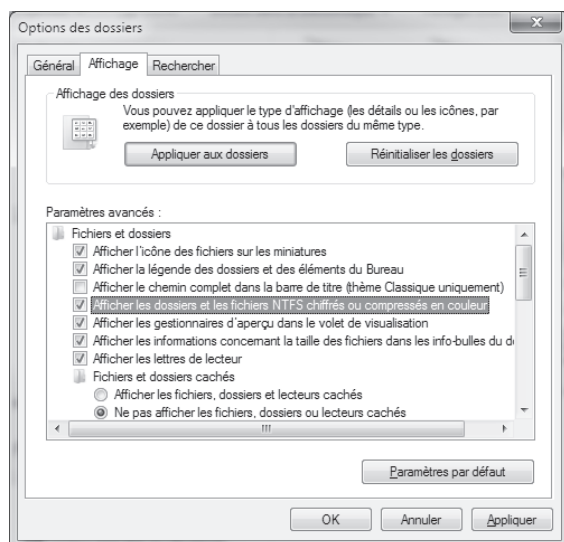 Options des dossiers
Général Affichage Rechercher
Affichage des dossiers
Vous pouvez appliquer le type d'affichage (les détails ou les icônes, par
exemple) de ce dossier à tous les dossiers du même type.
Appliquer aux dossiers Réinitialiser les dossiers
Paramètres avancés :
Fichiers et dossiers
Afficher l'icône des fichiers sur les miniatures
Afficher la légende des dossiers et des éléments du Bureau
Afficher le chemin complet dans la barre de titre (thème Classique uniquement)
Afficher les dossiers et les fichiers NTFS chiffrés ou compressés en couleur
Afficher les gestionnaires d'aperçu dans le volet de visualisation
Afficher les informations concernant la taille des fichiers dans les info-bulles du d
Afficher les lettres de lecteur
Fichiers et dossiers cachés
Afficher les fichiers, dossiers et lecteurs cachés
Ne pas afficher les fichiers, dossiers ou lecteurs cachés
Paramètres par défaut
OK Annuler Appliquer